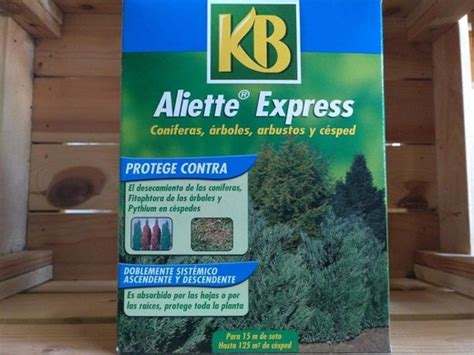 KB
Aliette® Express
Coníferas, árboles, arbustos y césped
PROTEGE CONTRA
El desecamiento de las coníferas,
Fitophtora de los árboles y
Pythium en céspedes
DOBLEMENTE SISTÉMICO
ASCENDENTE Y DESCENDENTE
Es absorbido por las hojas o por
las raices, protege toda la planta
Para 15 m de seto
Hasta 125 m² de césped